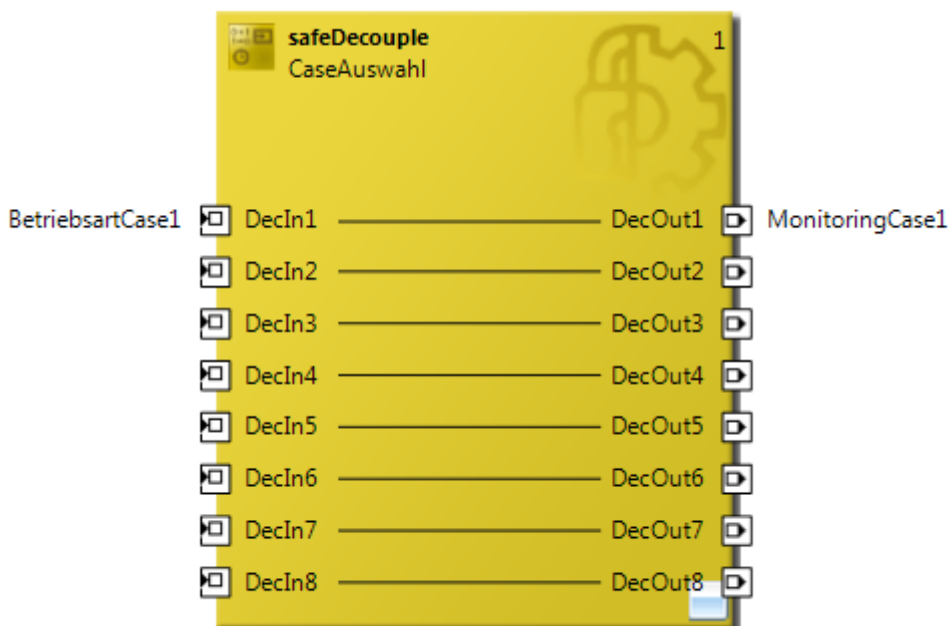 safeDecouple 1
CaseAuswahl
BetriebsartCase1 DecIn1 DecOut1 MonitoringCase1
DecIn2 DecOut2
DecIn3 DecOut3
DecIn4 DecOut4
DecIn5 DecOut5
DecIn6 DecOut6
DecIn7 DecOut7
DecIn8 DecOut8